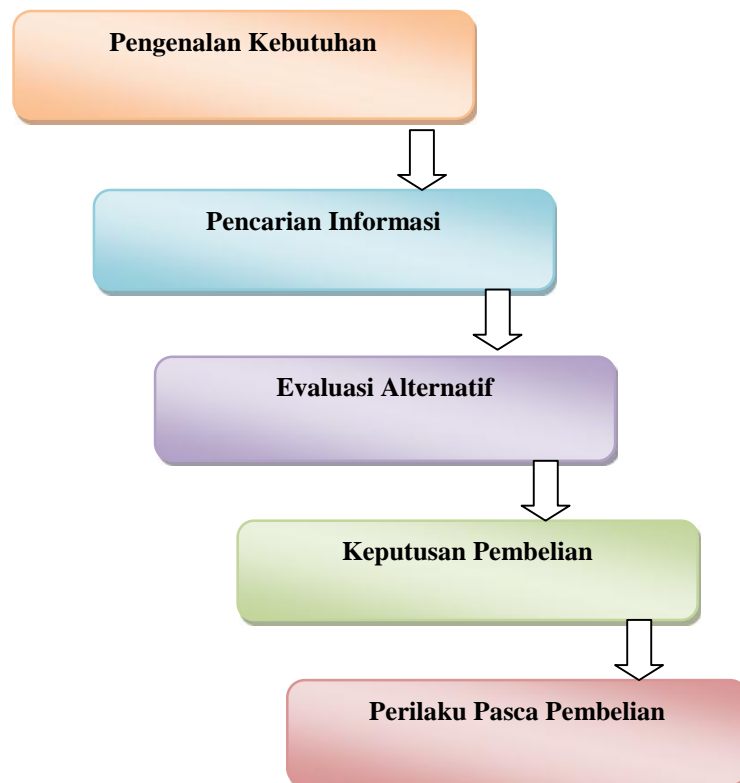 Pengenalan Kebutuhan
Pencarian Informasi
Evaluasi Alternatif
Keputusan Pembelian
Perilaku Pasca Pembelian